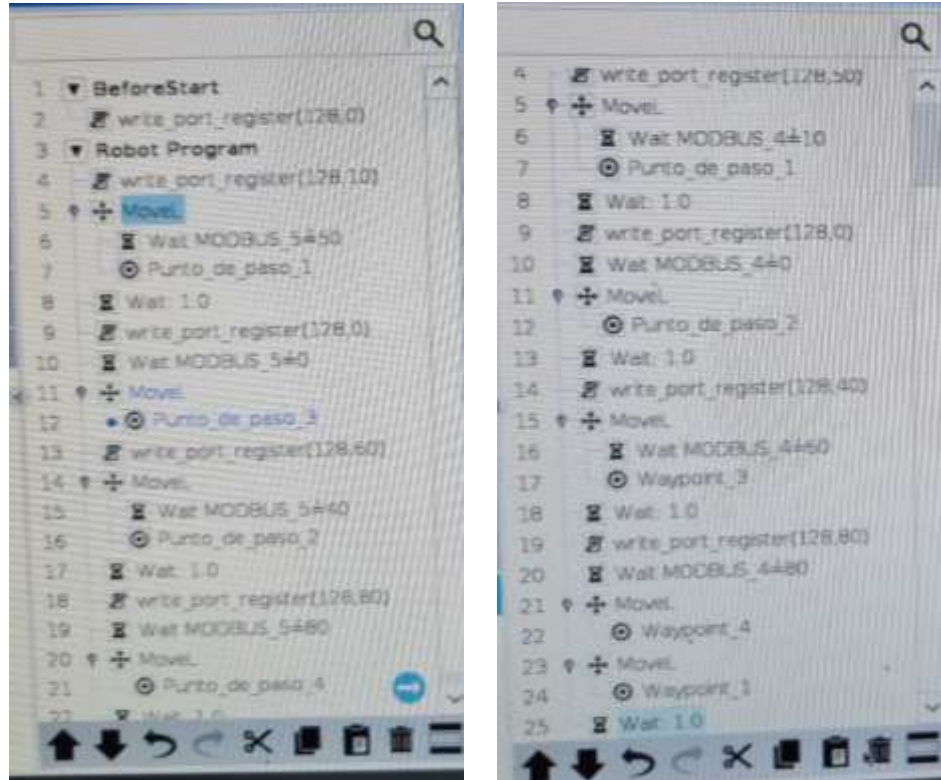 1 BeforeStart
2 write_port_register(128,0)
3 Robot Program
4 write_port_register(128,10)
5 MoveL
6 Wait MODBUS_5≟50
7 Punto_de_paso_1
8 Wait: 1.0
9 write_port_register(128,0)
10 Wait MODBUS_5≟0
11 MoveL
12 Punto_de_paso_3
13 write_port_register(128,60)
14 MoveL
15 Wait MODBUS_5≟40
16 Punto_de_paso_2
17 Wait: 1.0
18 write_port_register(128,80)
19 Wait MODBUS_5≟80
20 MoveL
21 Punto_de_paso_4
22 Wait: 1.0
4 write_port_register(128,50)
5 MoveL
6 Wait MODBUS_4≟10
7 Punto_de_paso_1
8 Wait: 1.0
9 write_port_register(128,0)
10 Wait MODBUS_4≟0
11 MoveL
12 Punto_de_paso_2
13 Wait: 1.0
14 write_port_register(128,40)
15 MoveL
16 Wait MODBUS_4≟60
17 Waypoint_3
18 Wait: 1.0
19 write_port_register(128,80)
20 Wait MODBUS_4≟80
21 MoveL
22 Waypoint_4
23 MoveL
24 Waypoint_1
25 Wait: 1.0